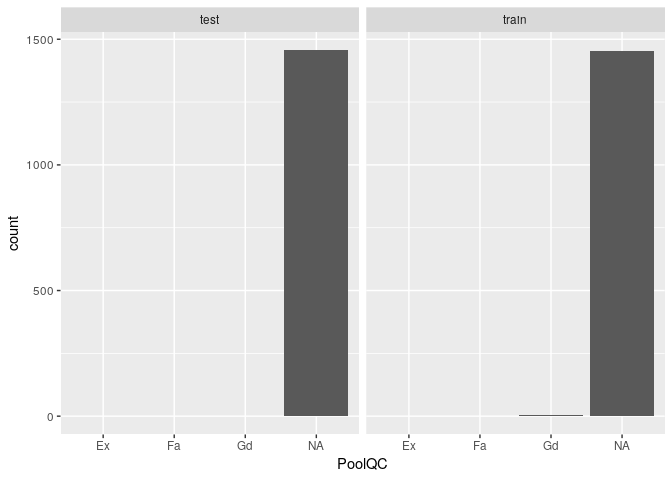 test train
1500
1000
500
0
count
Ex Fa Gd NA Ex Fa Gd NA
PoolQC